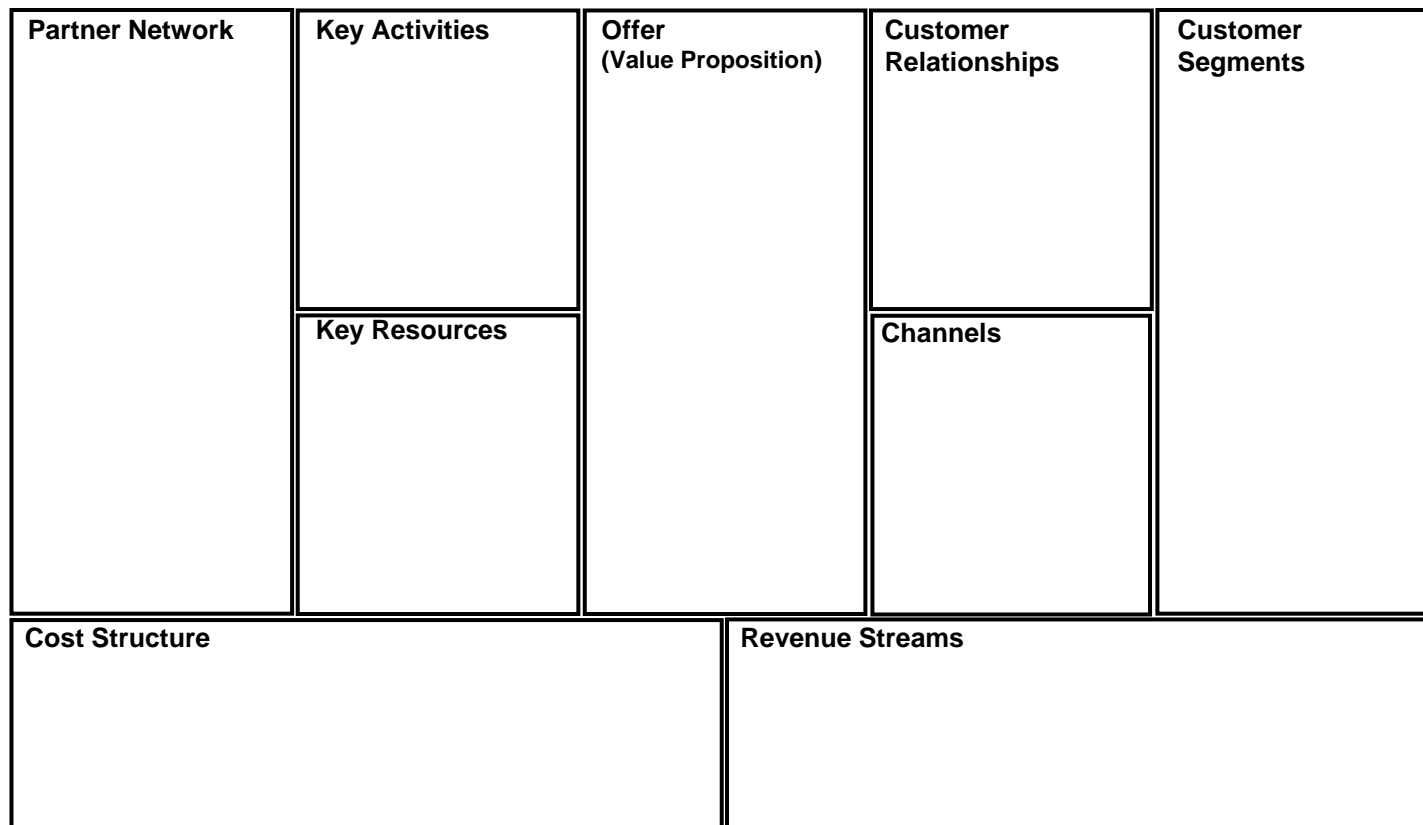 Partner Network
Key Activities
Offer
(Value Proposition)
Customer
Relationships
Customer
Segments
Key Resources
Channels
Cost Structure
Revenue Streams